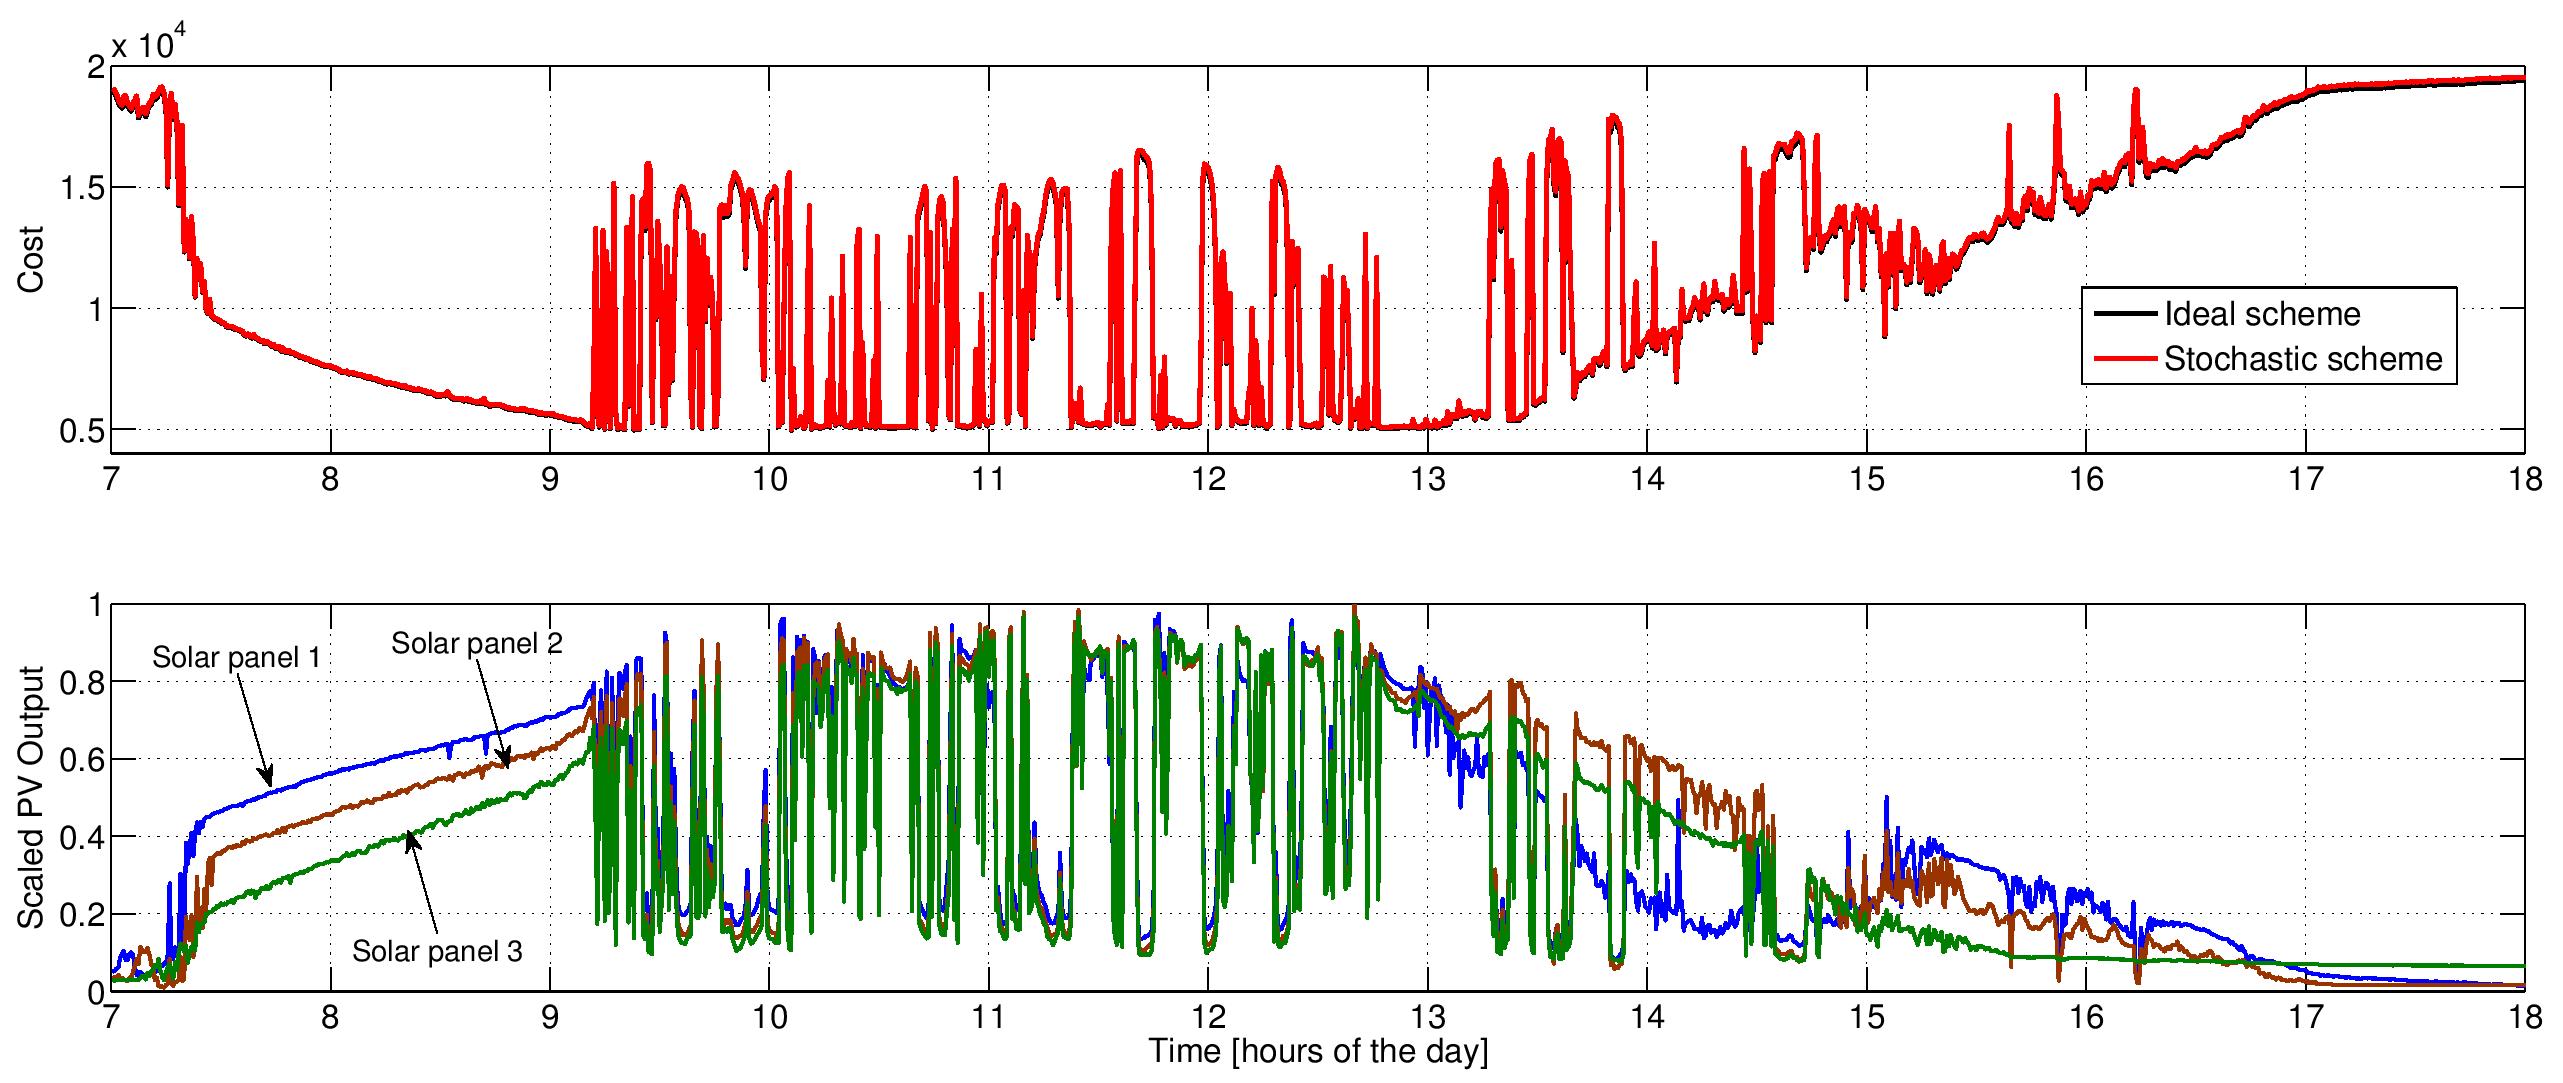 x 10^4
2
1.5
1
0.5
Cost
7 8 9 10 11 12 13 14 15 16 17 18
Ideal scheme
Stochastic scheme
1
0.8
0.6
0.4
0.2
0
Scaled PV Output
Solar panel 1
Solar panel 2
Solar panel 3
7 8 9 10 11 12 13 14 15 16 17 18
Time [hours of the day]